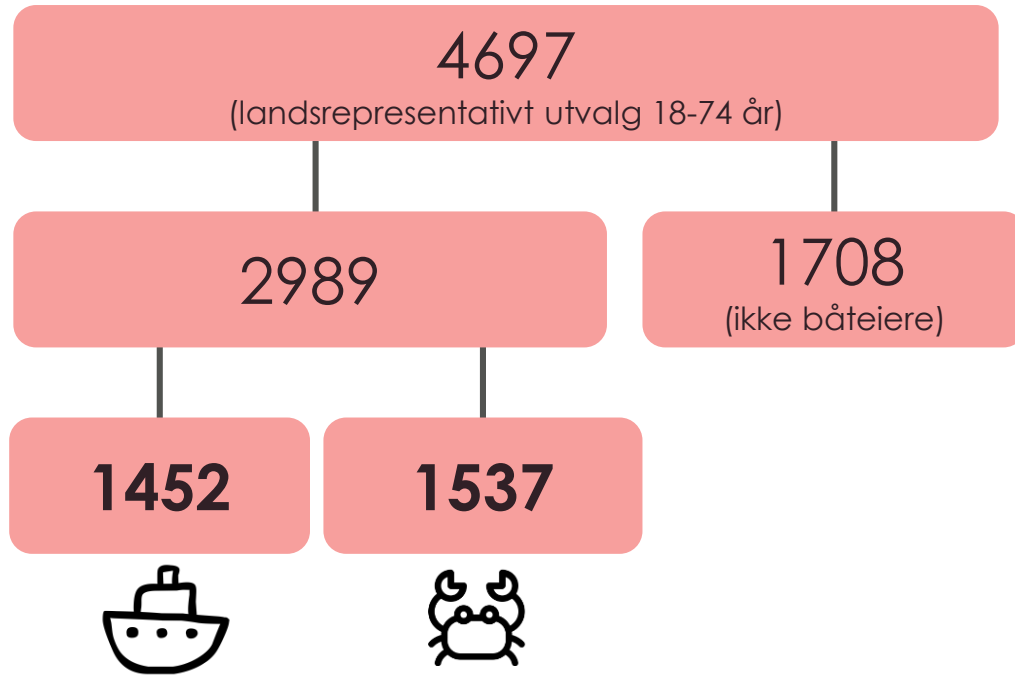 4697
(landsrepresentativt utvalg 18-74 år)
2989
1708
(ikke båteiere)
1452
1537